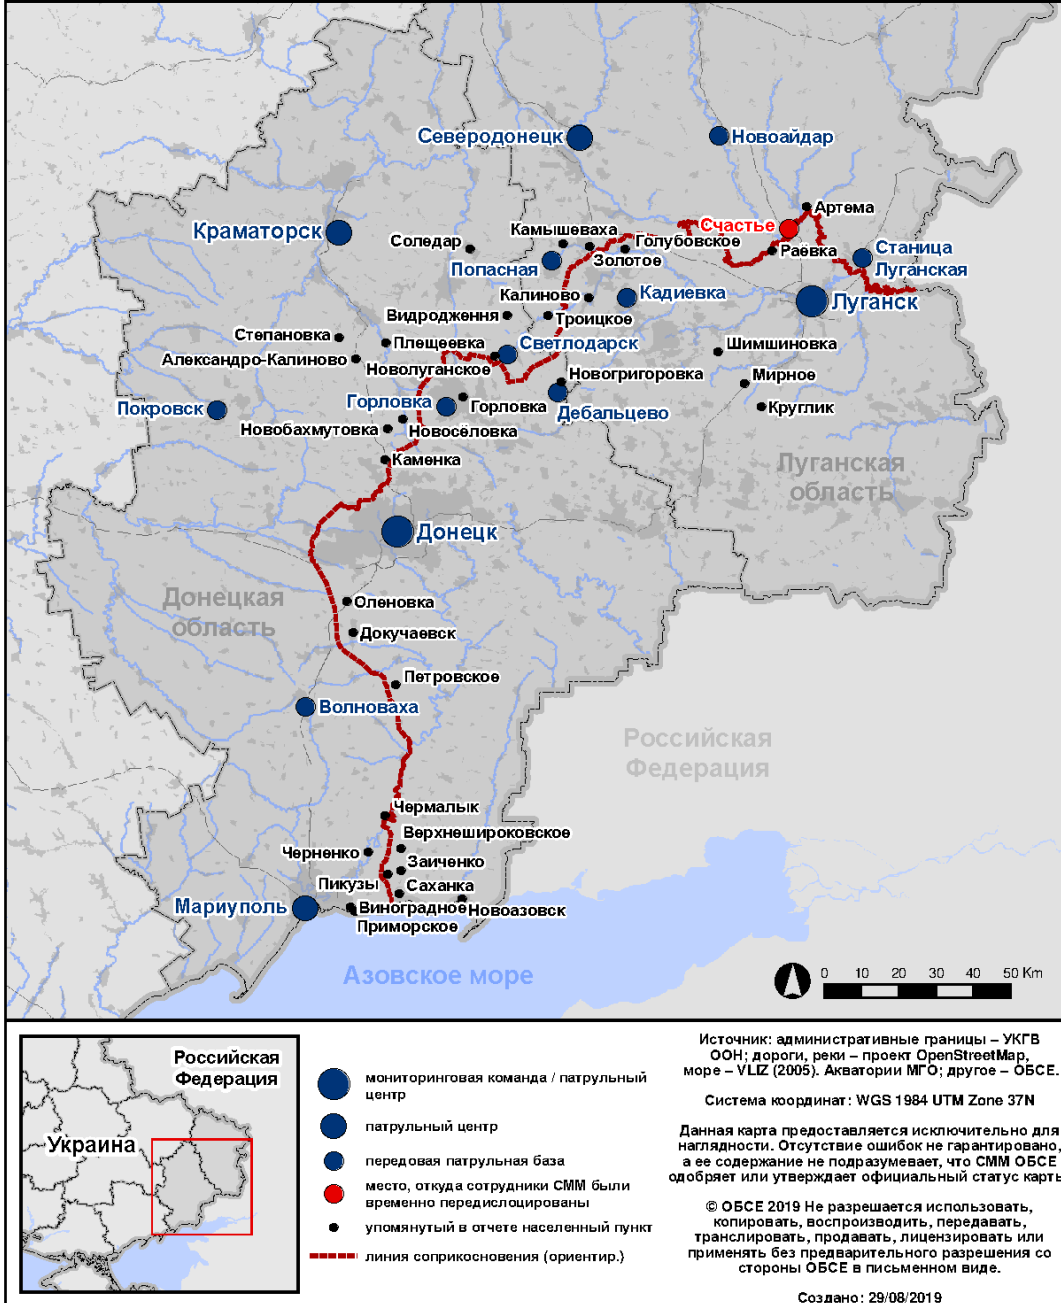 Северодонецк
Новоайдар
Артема
Счастье
Краматорск
Соледар
Камышеваха
Голубовское
Раёвка
Станица
Луганская
Попасная
Золотое
Калиново
Кадиевка
Луганск
Видродження
Троицкое
Степановка
Плещеевка
Светлодарск
Шимшиновка
Александро-Калиново
Новолуганское
Новогригоровка
Мирное
Покровск
Горловка
Горловка
Дебальцево
Круглик
Новобахмутовка
Новосёловка
Каменка
Луганская
область
Донецк
Донецкая
область
Оленовка
Докучаевск
Петровское
Волноваха
Российская
Федерация
Чермалык
Верхнешироковское
Черненко
Заиченко
Пикузы
Саханка
Мариуполь
Виноградное
Новоазовск
Приморское
Азовское море
0 10 20 30 40 50 Km
Российская
Федерация
Украина
мониторинговая команда / патрульный
центр
патрульный центр
передовая патрульная база
место, откуда сотрудники СММ были
временно передислоцированы
упомянутый в отчете населенный пункт
линия соприкосновения (ориентир.)
Источник: административные границы – УКГВ
ООН; дороги, реки – проект OpenStreetMap,
море – VLIZ (2005). Акватории МГО; другое – ОБСЕ.
Система координат: WGS 1984 UTM Zone 37N
Данная карта предоставляется исключительно для
наглядности. Отсутствие ошибок не гарантировано,
а ее содержание не подразумевает, что СММ ОБСЕ
одобряет или утверждает официальный статус карты
© ОБСЕ 2019 Не разрешается использовать,
копировать, воспроизводить, передавать,
транслировать, продавать, лицензировать или
применять без предварительного разрешения со
стороны ОБСЕ в письменном виде.
Создано: 29/08/2019